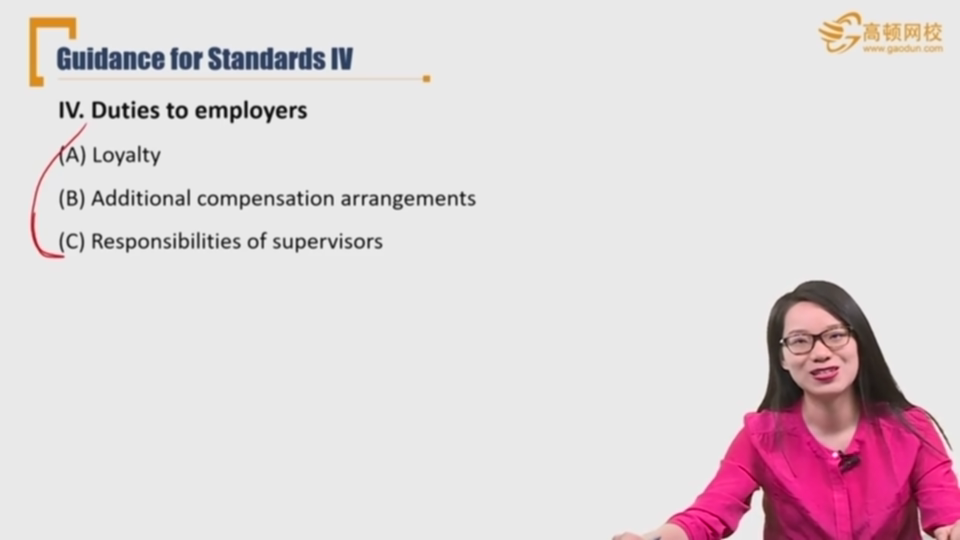 Guidance for Standards IV
高顿网校
www.gaodun.com
IV. Duties to employers
(A) Loyalty
(B) Additional compensation arrangements
(C) Responsibilities of supervisors